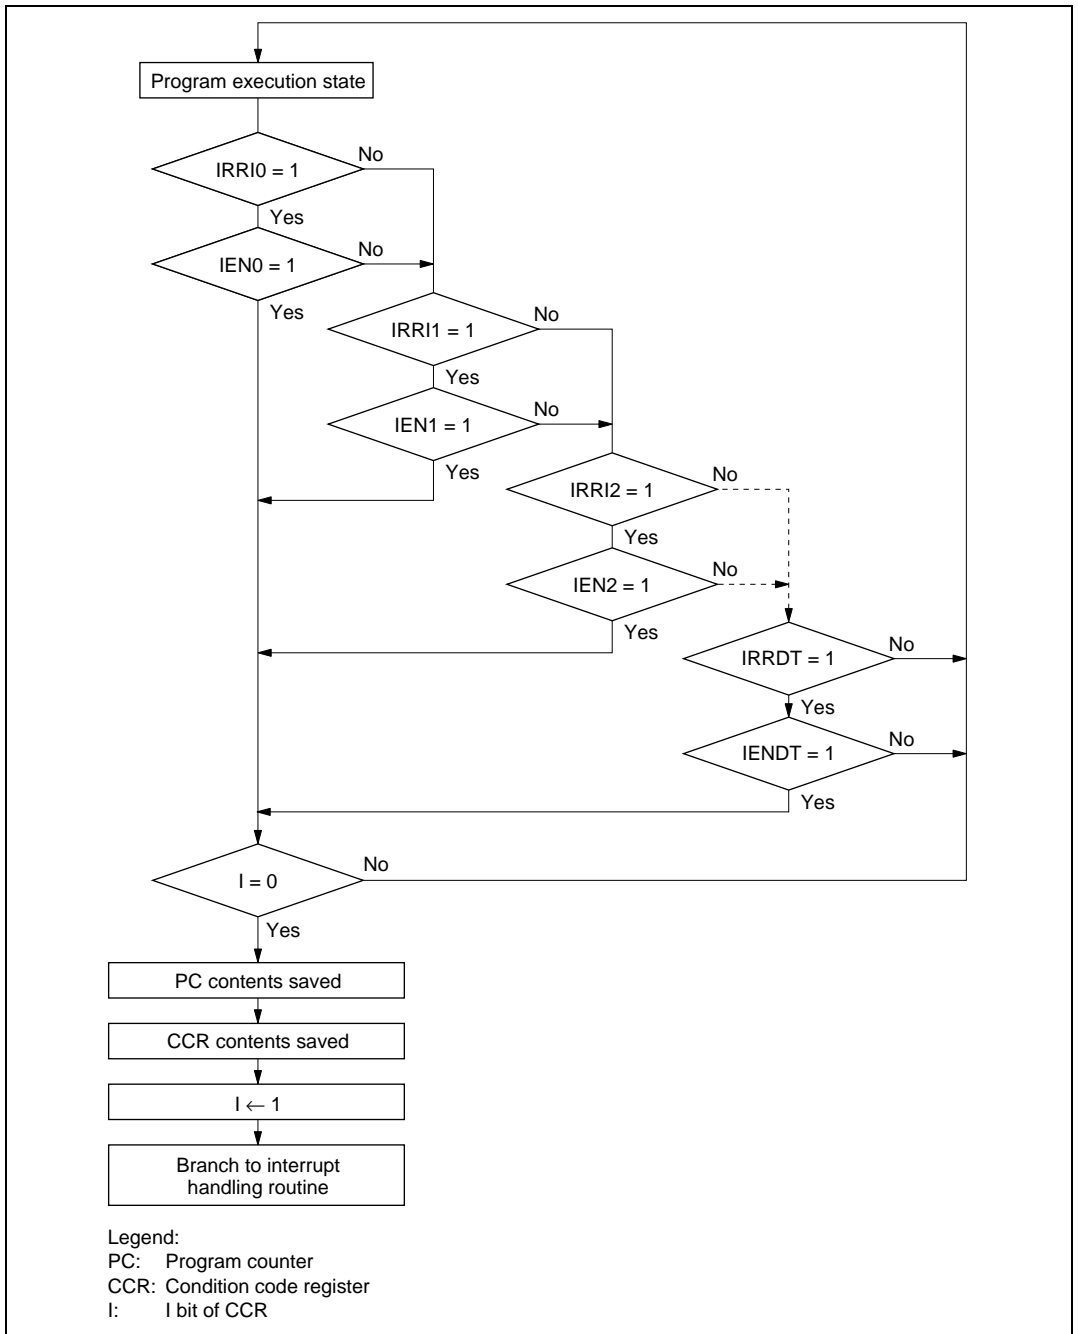 Program execution state
IRRI0 = 1
No
Yes
IEN0 = 1
No
Yes
IRRI1 = 1
No
Yes
IEN1 = 1
No
Yes
IRRI2 = 1
No
Yes
IEN2 = 1
No
Yes
IRRDT = 1
No
Yes
IENDT = 1
No
Yes
I = 0
No
Yes
PC contents saved
CCR contents saved
I ← 1
Branch to interrupt
handling routine
Legend:
PC: Program counter
CCR: Condition code register
I: I bit of CCR